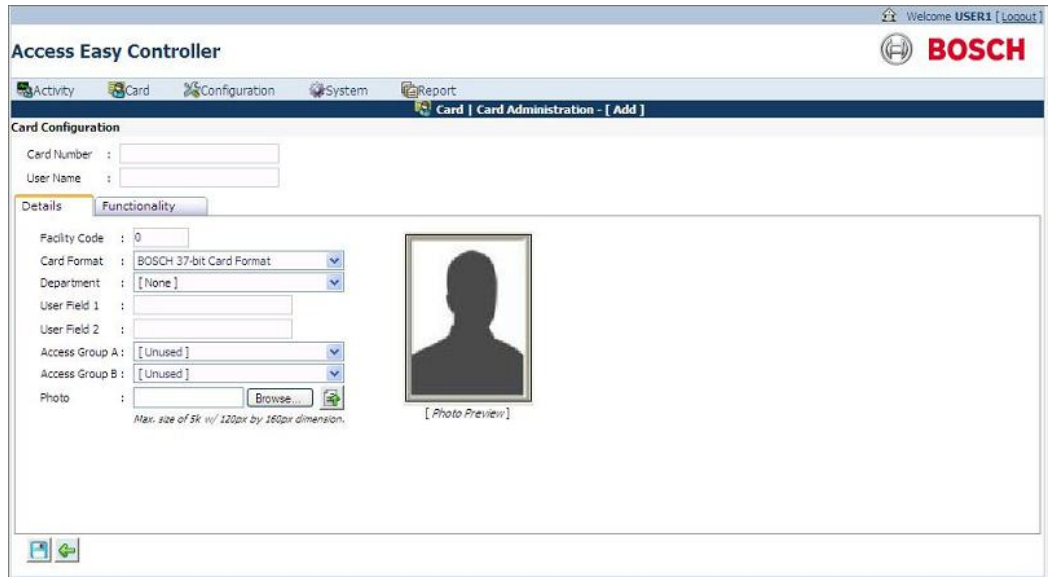 Welcome USER1 [ Logout ]
Access Easy Controller
BOSCH
Activity Card Configuration System Report
Card | Card Administration - [ Add ]
Card Configuration
Card Number :
User Name :
Details Functionality
Facility Code : 0
Card Format : BOSCH 37-bit Card Format
Department : [ None ]
User Field 1 :
User Field 2 :
Access Group A : [ Unused ]
Access Group B : [ Unused ]
Photo : Browse...
Max. size of 5k w/ 120px by 160px dimension.
[ Photo Preview ]